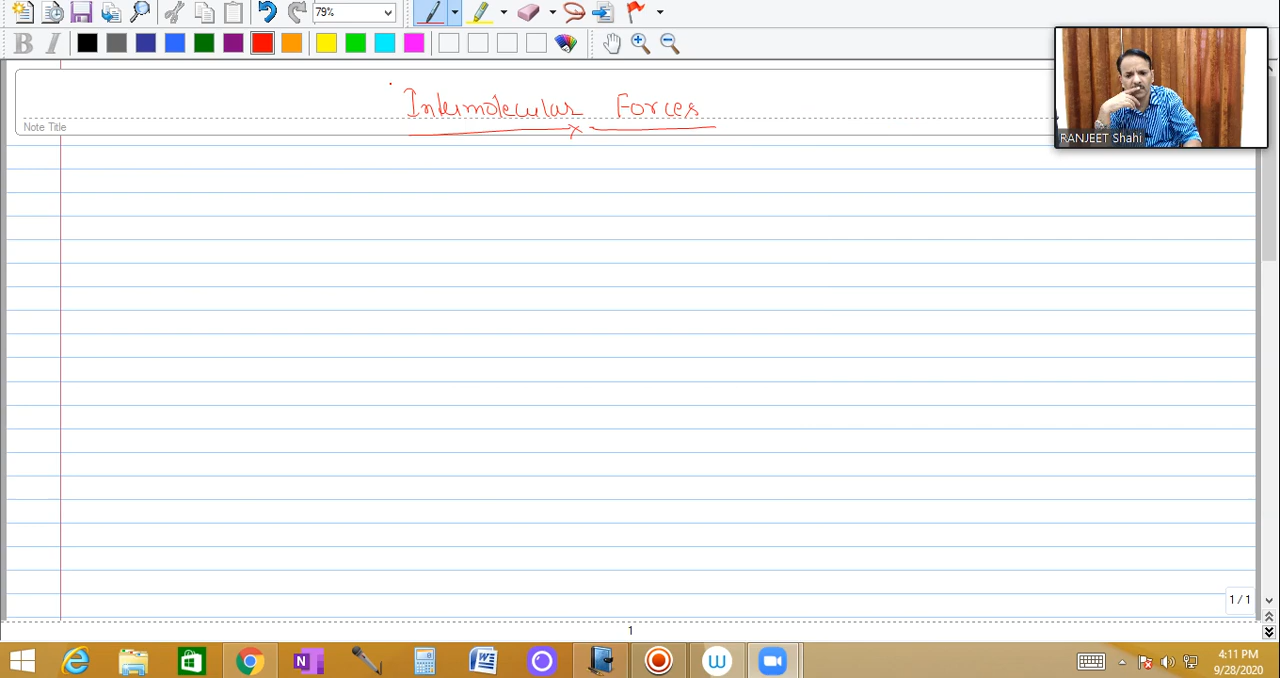 79%
B I
Intermolecular Forces
Note Title
RANJEET Shahi
1 / 1
1
4:11 PM
9/28/2020